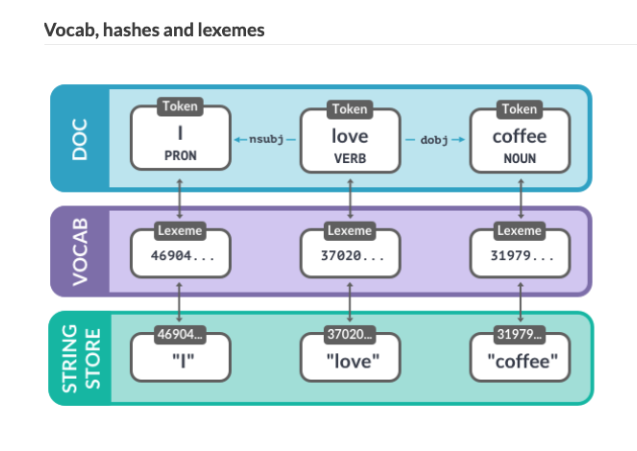 Vocab, hashes and lexemes
DOC
Token
I
PRON
nsubj
Token
love
VERB
dobj
Token
coffee
NOUN
VOCAB
Lexeme
46904...
Lexeme
37020...
Lexeme
31979...
STRING
STORE
46904...
"I"
37020...
"love"
31979...
"coffee"